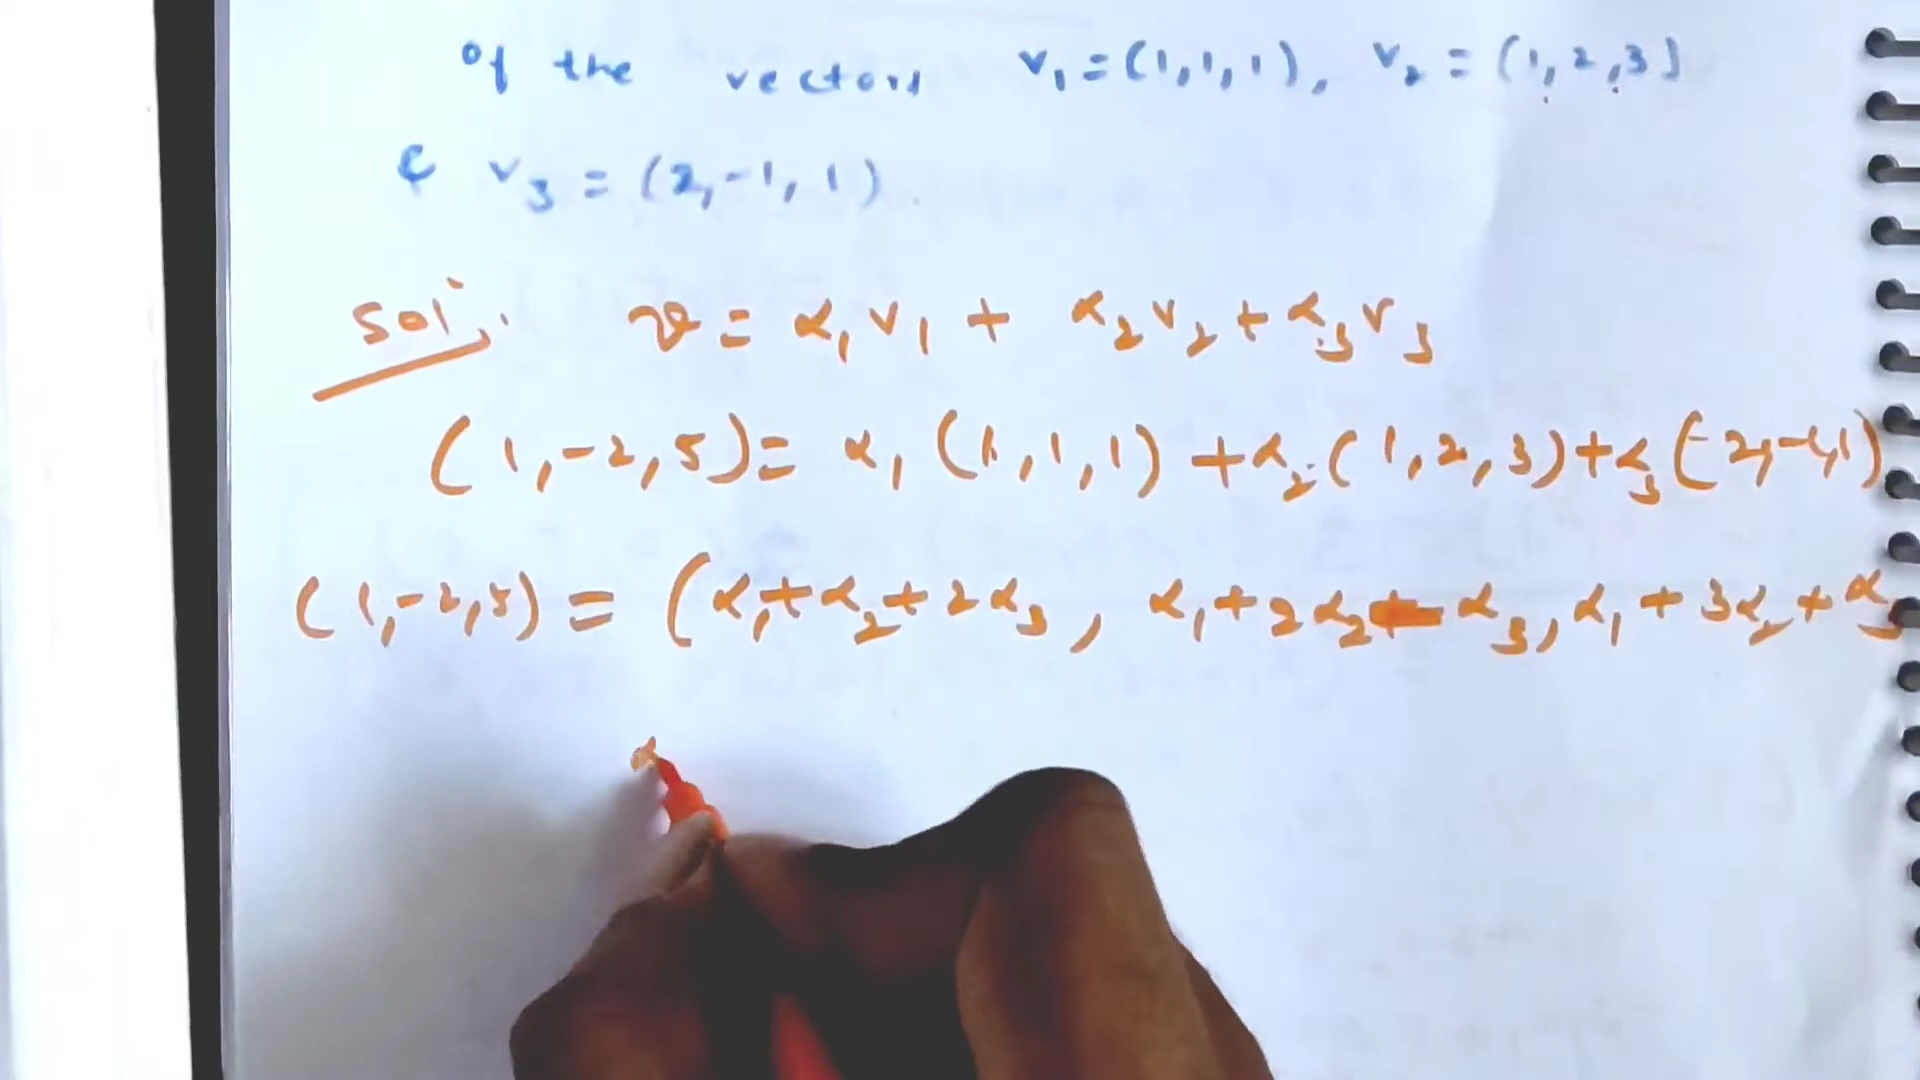 of the vectors v₁ = (1,1,1), v₂ = (1,2,3)
& v₃ = (2,-1,1).
Sol:. v = α₁v₁ + α₂v₂ + α₃v₃
(1,-2,5) = α₁ (1,1,1) + α₂ (1,2,3) + α₃ (2,-1,1)
(1,-2,5) = (α₁+α₂+2α₃, α₁+2α₂-α₃, α₁+3α₂+α₃